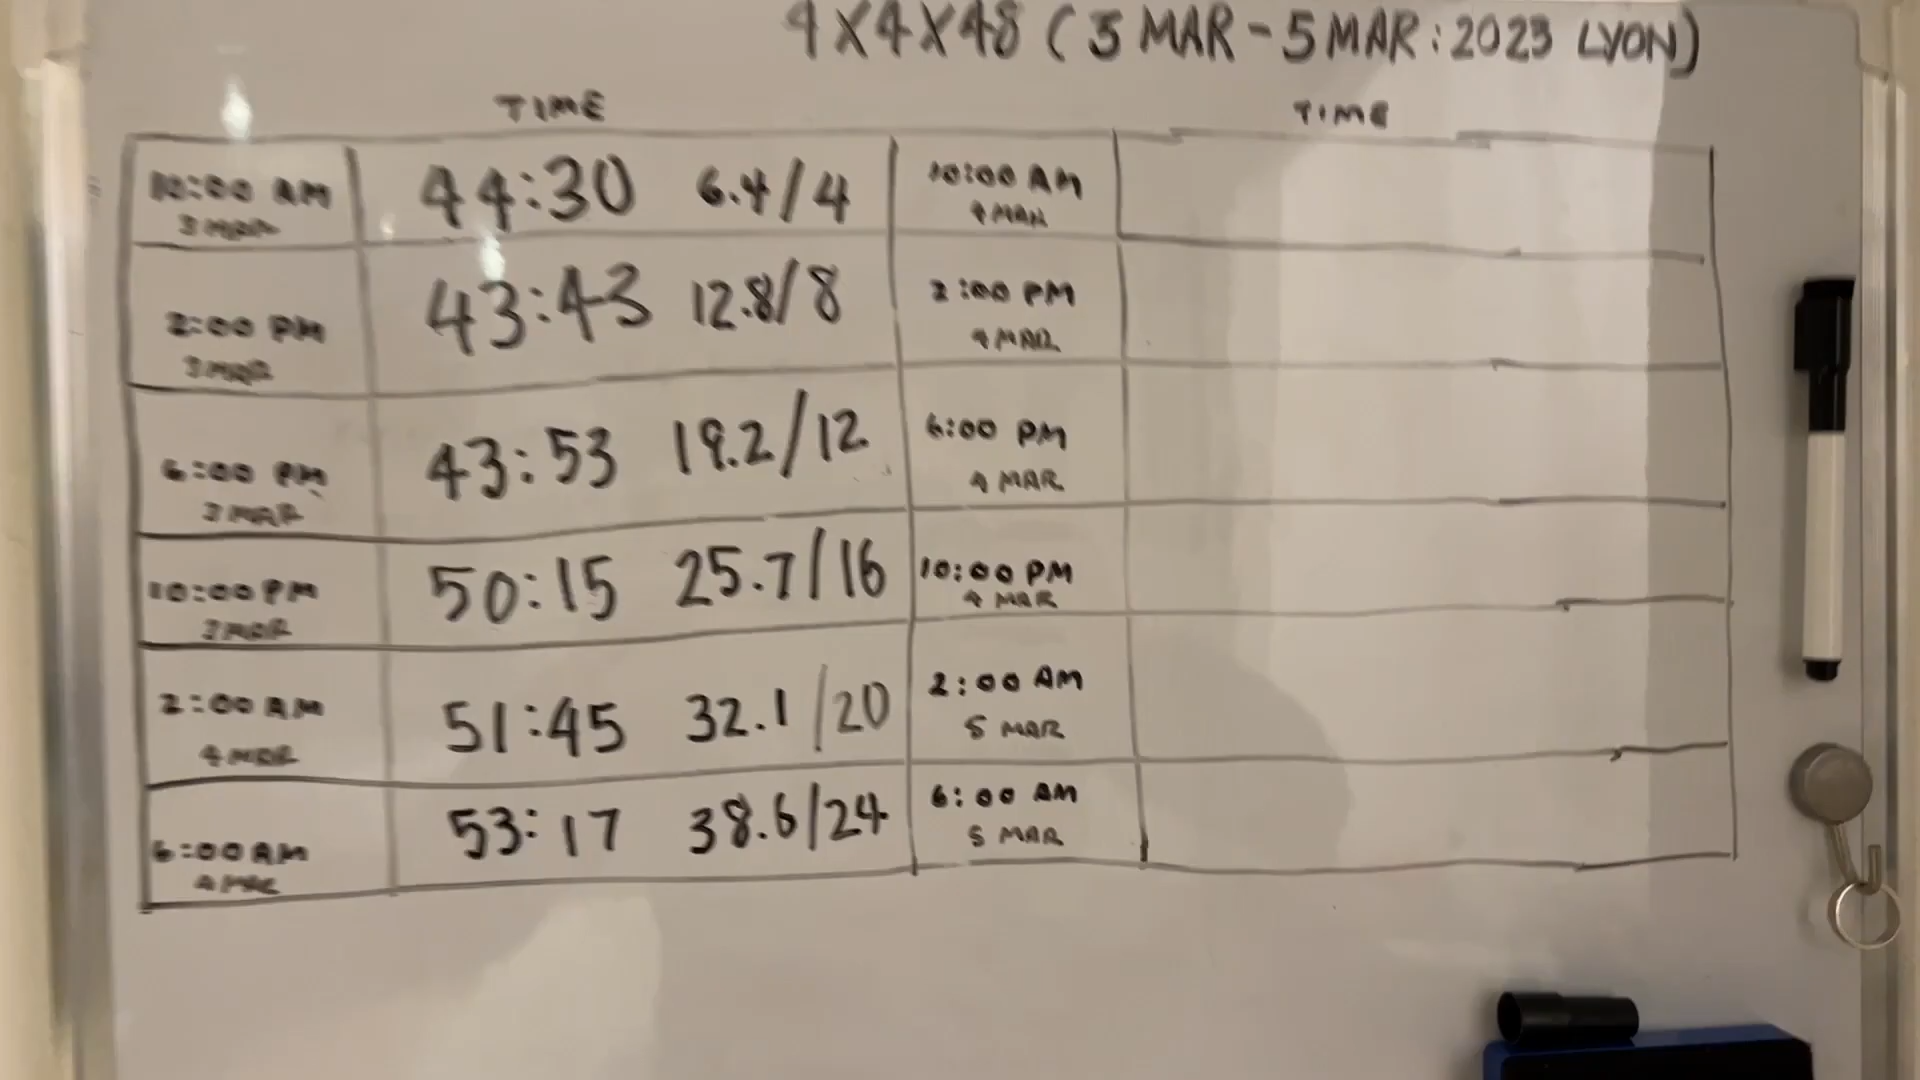 4X4X48 (3 MAR - 5 MAR: 2023 LYON)
TIME
TIME
10:00 AM 44:30 6.4/4 10:00 AM
3 MAR 4 MAR
2:00 PM 43:43 12.8/8 2:00 PM
3 MAR 4 MAR
6:00 PM 43:53 19.2/12 6:00 PM
3 MAR 4 MAR
10:00 PM 50:15 25.7/16 10:00 PM
3 MAR 4 MAR
2:00 AM 51:45 32.1/20 2:00 AM
4 MAR 5 MAR
6:00 AM 53:17 38.6/24 6:00 AM
4 MAR 5 MAR